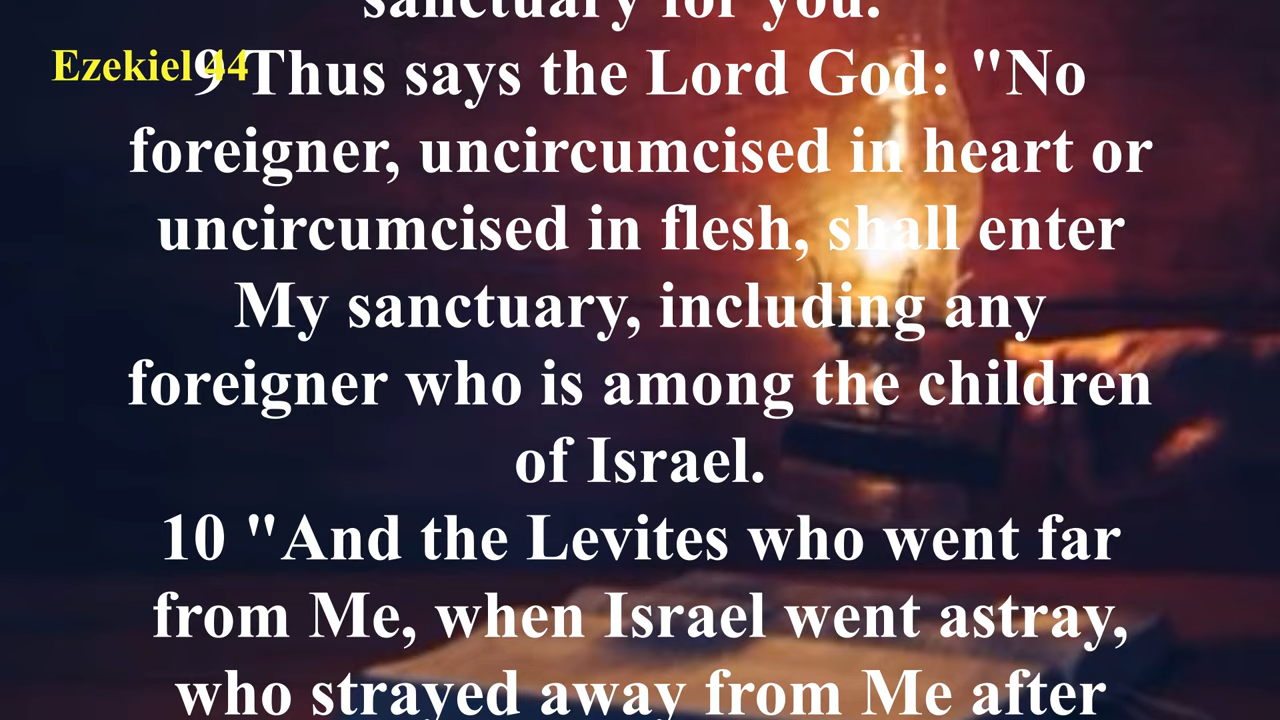 sanctuary for you.
Ezekiel 44
9 Thus says the Lord God: "No
foreigner, uncircumcised in heart or
uncircumcised in flesh, shall enter
My sanctuary, including any
foreigner who is among the children
of Israel.
10 "And the Levites who went far
from Me, when Israel went astray,
who strayed away from Me after